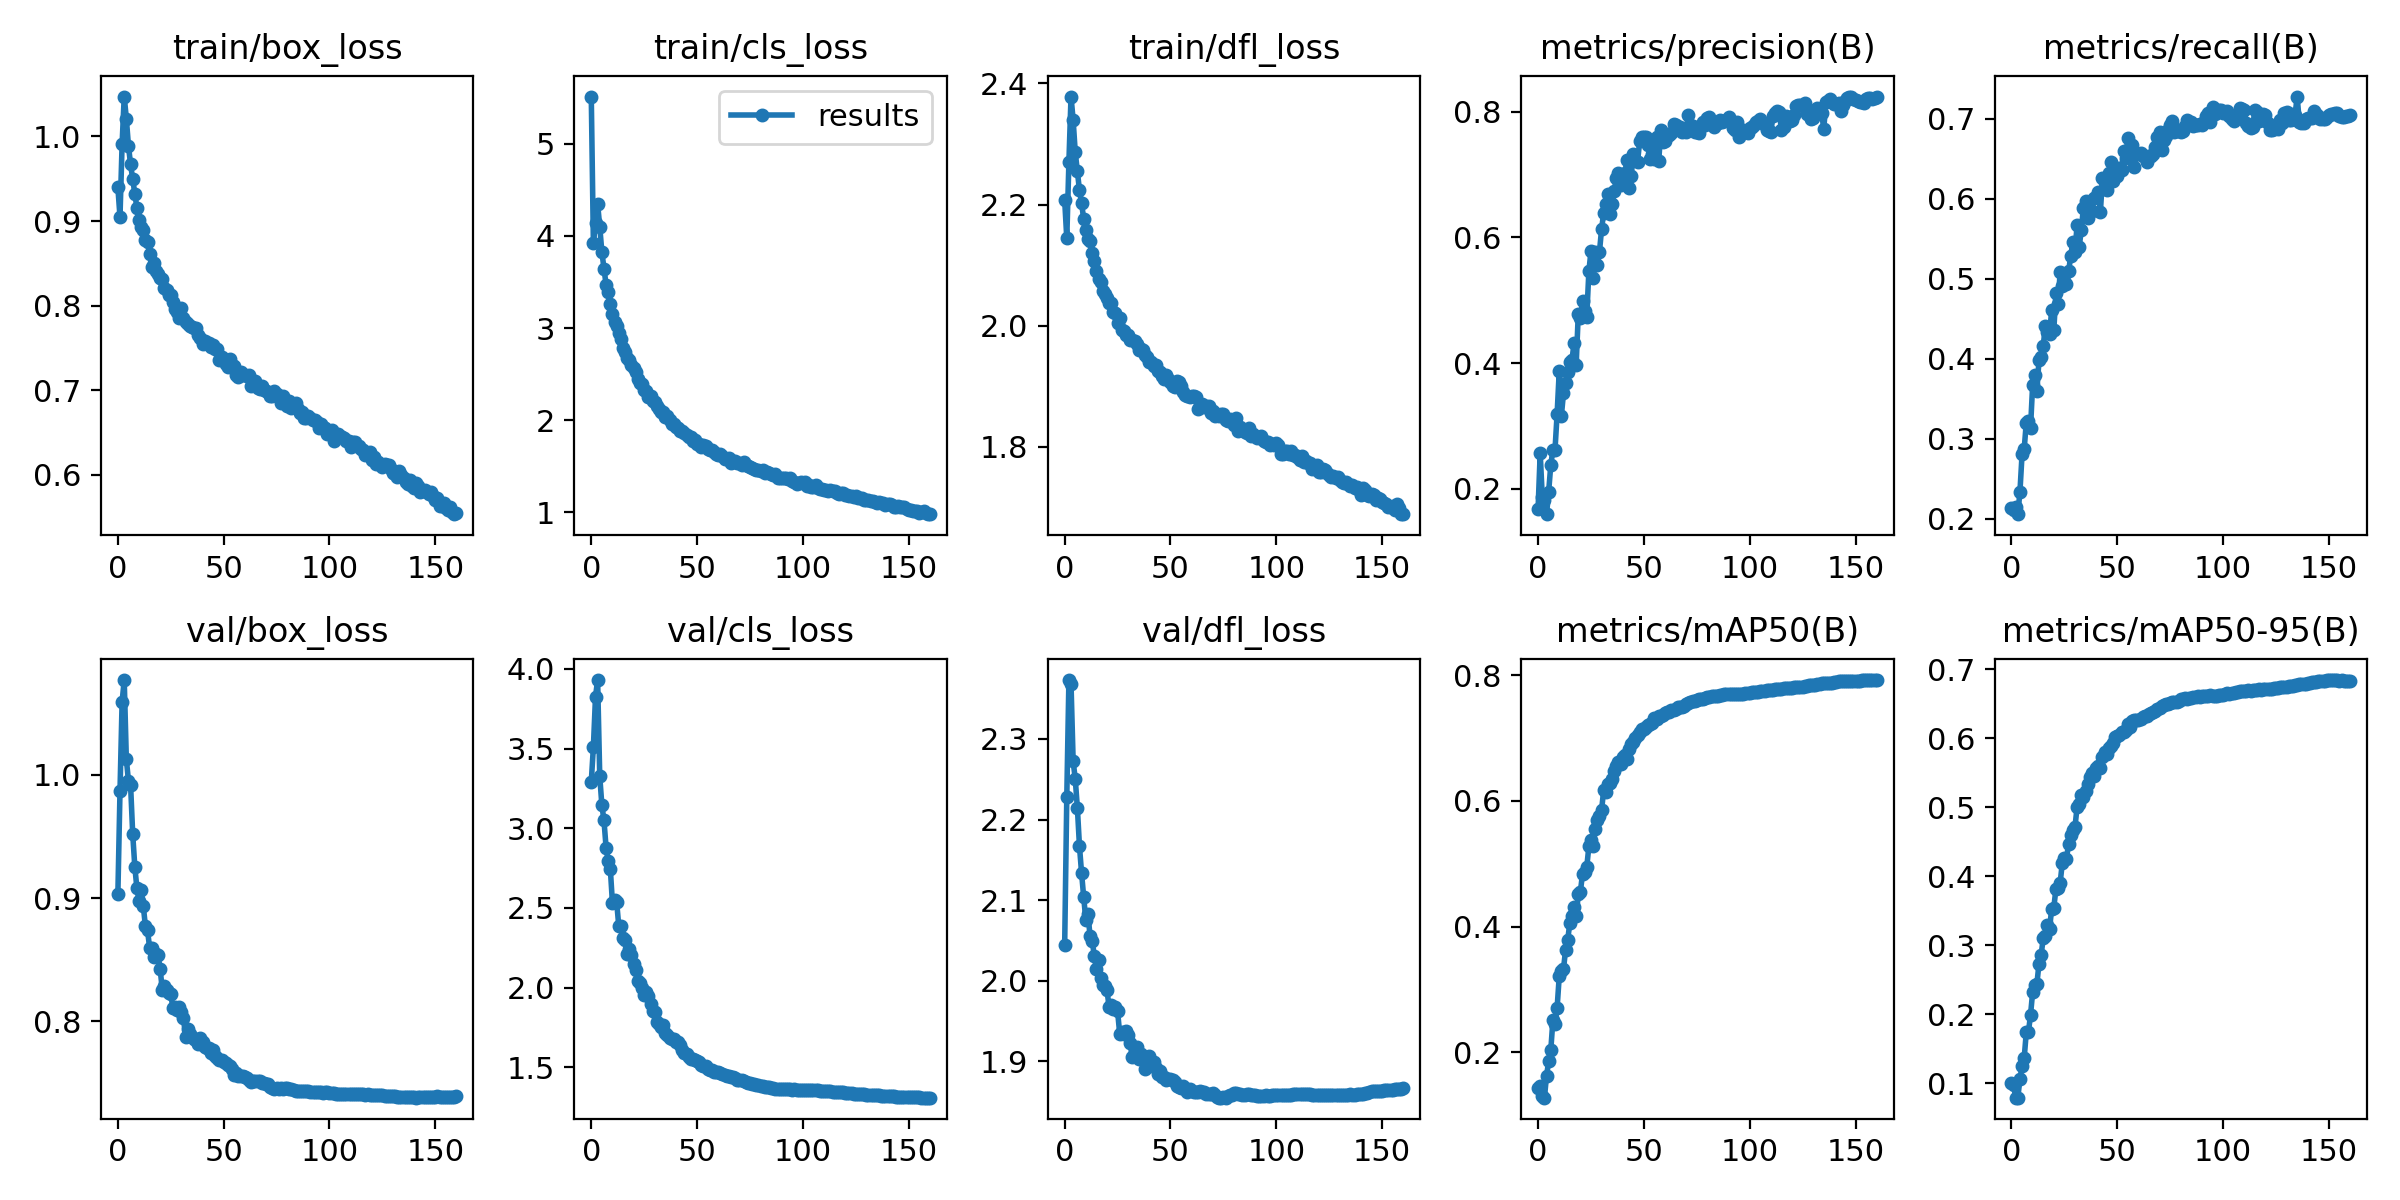 train/box_loss
1.0
0.9
0.8
0.7
0.6
0 50 100 150
train/cls_loss
results
5
4
3
2
1
0 50 100 150
train/dfl_loss
2.4
2.2
2.0
1.8
0 50 100 150
metrics/precision(B)
0.8
0.6
0.4
0.2
0 50 100 150
metrics/recall(B)
0.7
0.6
0.5
0.4
0.3
0.2
0 50 100 150
val/box_loss
1.0
0.9
0.8
0 50 100 150
val/cls_loss
4.0
3.5
3.0
2.5
2.0
1.5
0 50 100 150
val/dfl_loss
2.3
2.2
2.1
2.0
1.9
0 50 100 150
metrics/mAP50(B)
0.8
0.6
0.4
0.2
0 50 100 150
metrics/mAP50-95(B)
0.7
0.6
0.5
0.4
0.3
0.2
0.1
0 50 100 150